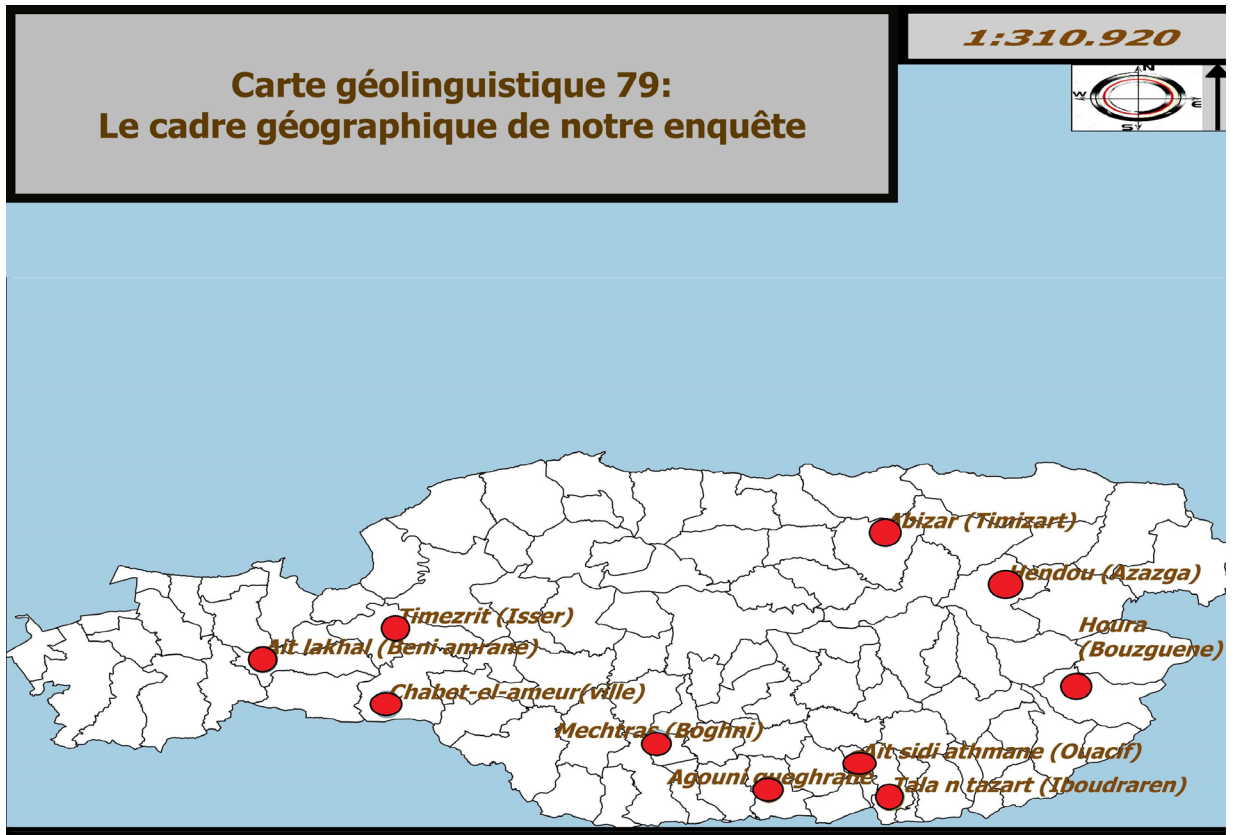 Carte géolinguistique 79:
Le cadre géographique de notre enquête
1:310.920
N
W
E
S
Abizar (Timizart)
Hendou (Azazga)
Timezrit (Isser)
Houra
(Bouzguene)
Ait lakhal (Beni amrane)
Chabet-el-ameur(ville)
Mechtras (Boghni)
Ait sidi athmane (Ouacif)
Agouni gueghrane
Tala n tazart (Iboudraren)